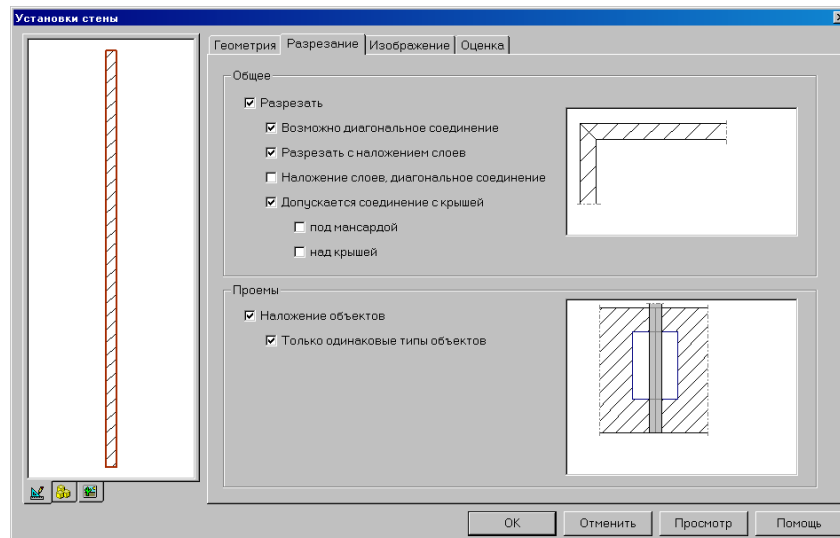 Установки стены
Геометрия Разрезание Изображение Оценка
Общее
Разрезать
Возможно диагональное соединение
Разрезать с наложением слоев
Наложение слоев, диагональное соединение
Допускается соединение с крышей
под мансардой
над крышей
Проемы
Наложение объектов
Только одинаковые типы объектов
OK Отменить Просмотр Помощь